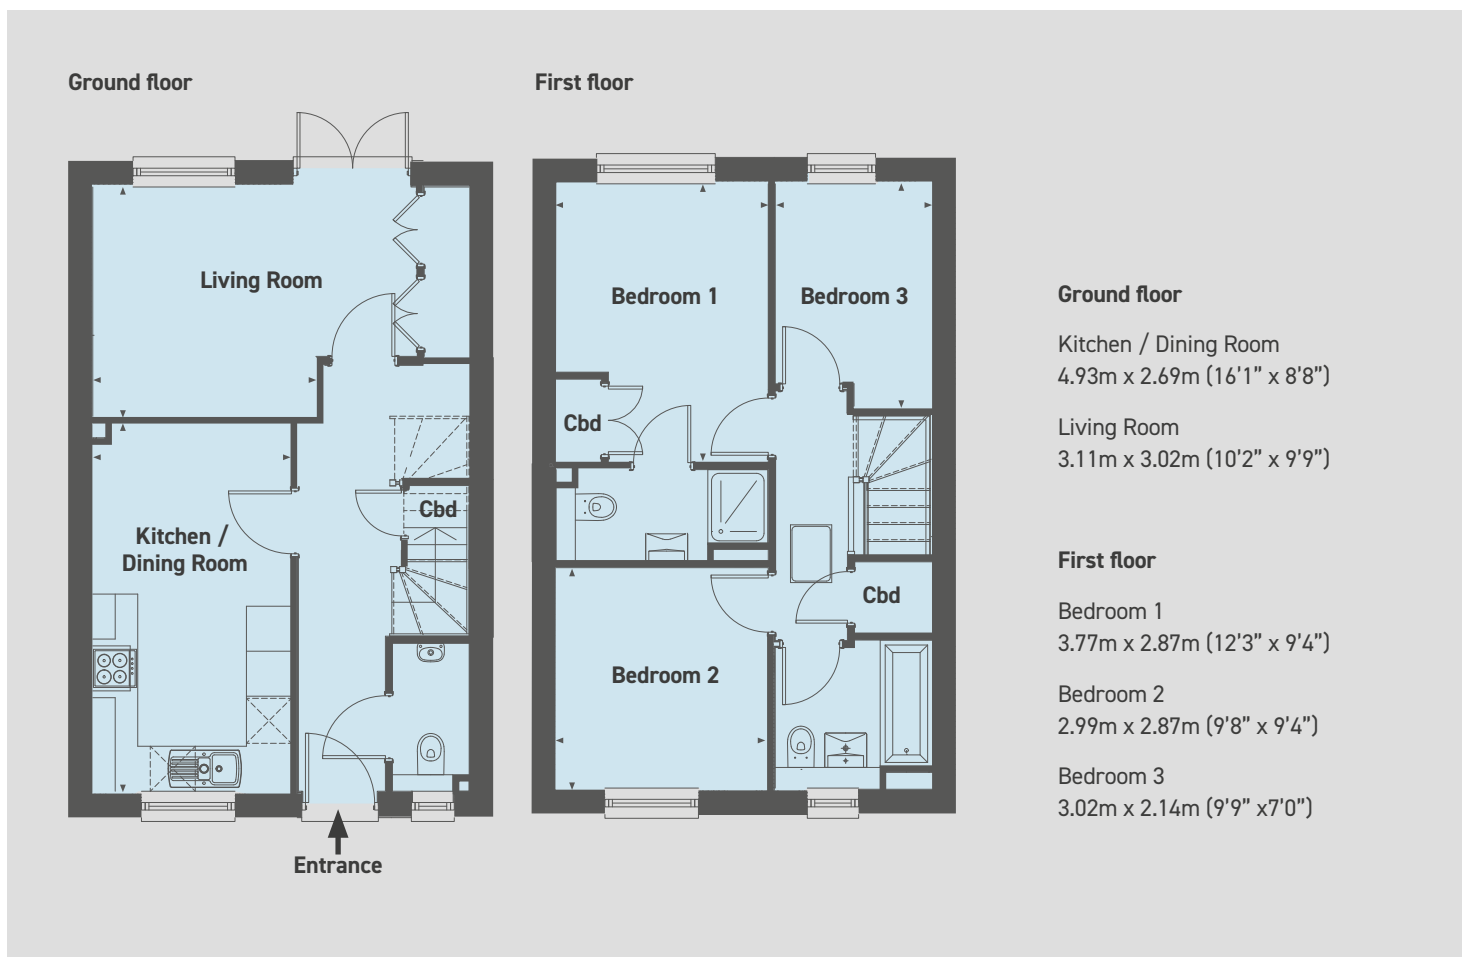 Ground floor
First floor
Living Room
Bedroom 1
Bedroom 3
Cbd
Cbd
Kitchen /
Dining Room
Cbd
Bedroom 2
Entrance
Ground floor
Kitchen / Dining Room
4.93m x 2.69m (16’1” x 8’8”)
Living Room
3.11m x 3.02m (10’2” x 9’9”)
First floor
Bedroom 1
3.77m x 2.87m (12’3” x 9’4”)
Bedroom 2
2.99m x 2.87m (9’8” x 9’4”)
Bedroom 3
3.02m x 2.14m (9’9” x7’0”)